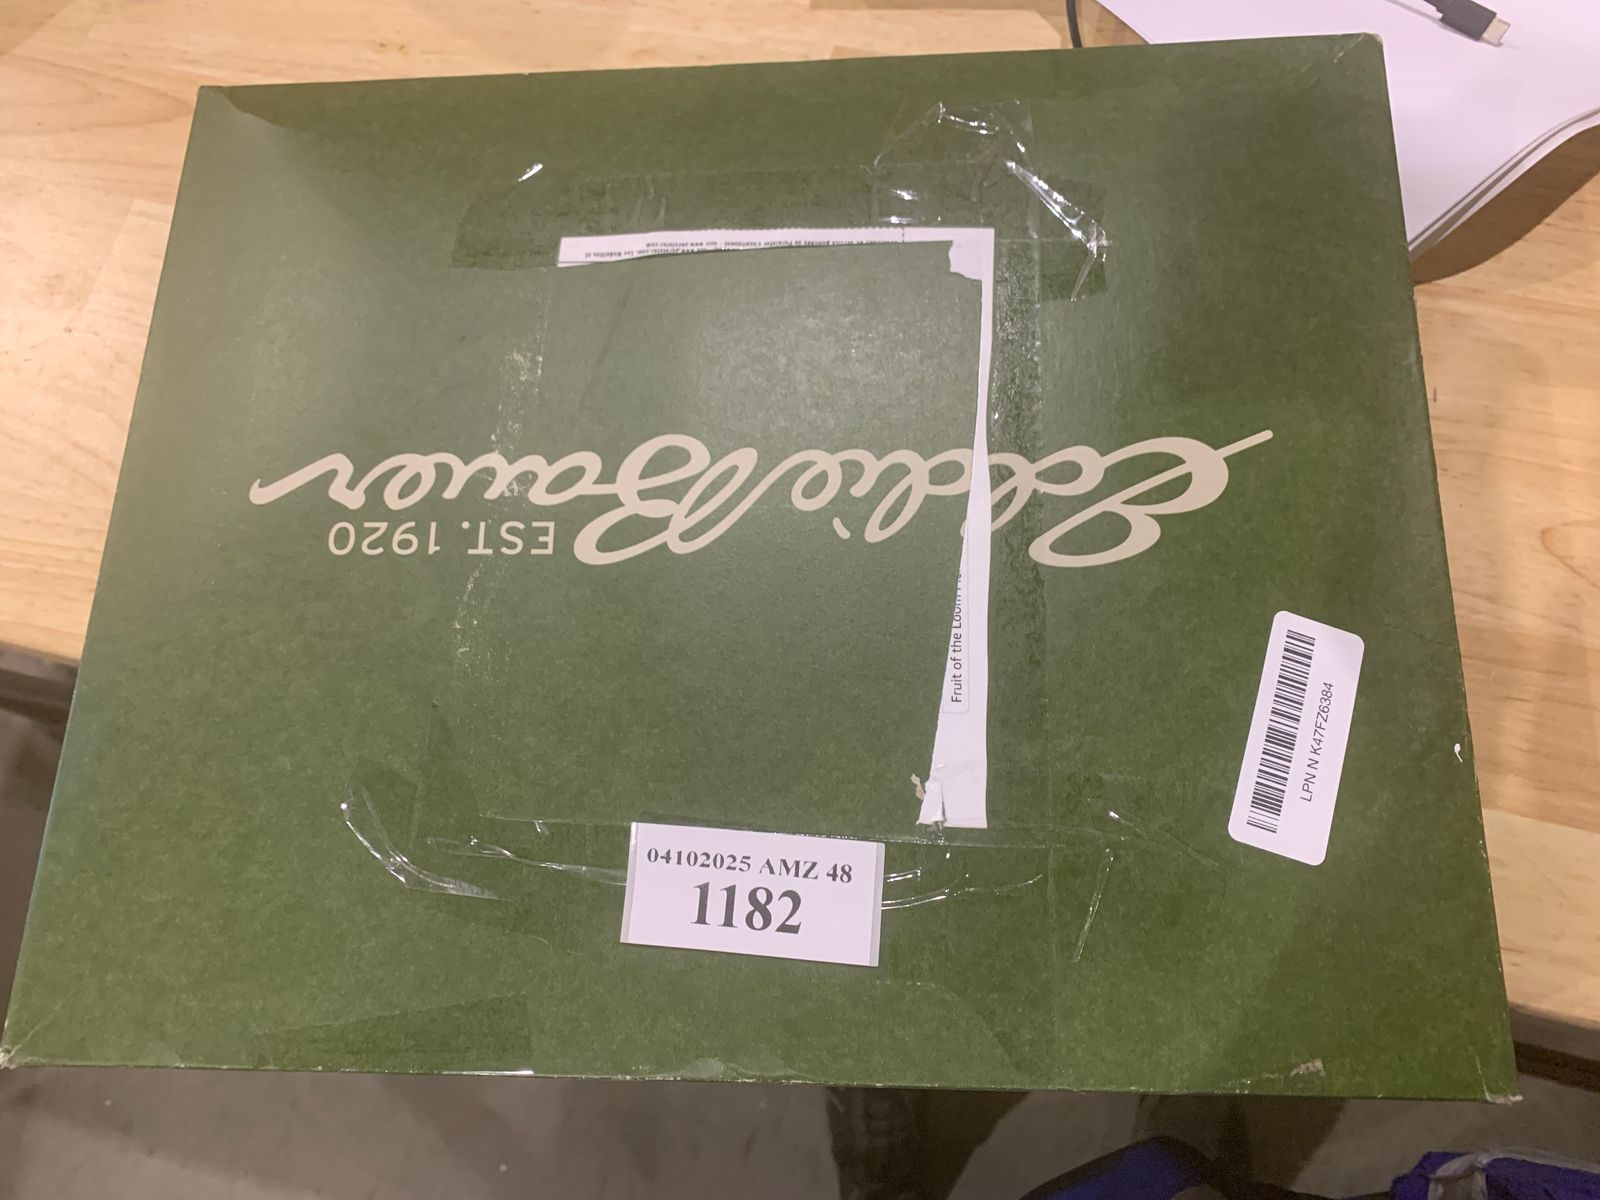 Eddie Bauer
EST. 1920
Fruit of the Loom
LPN N K47FZ6384
04102025 AMZ 48
1182